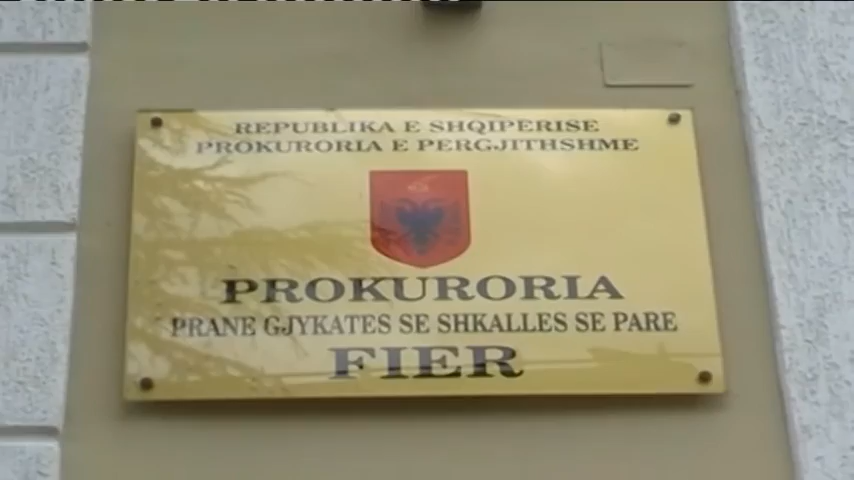 REPUBLIKA E SHQIPERISE
PROKURORIA E PERGJITHSHME
PROKURORIA
PRANE GJYKATES SE SHKALLES SE PARE
FIER